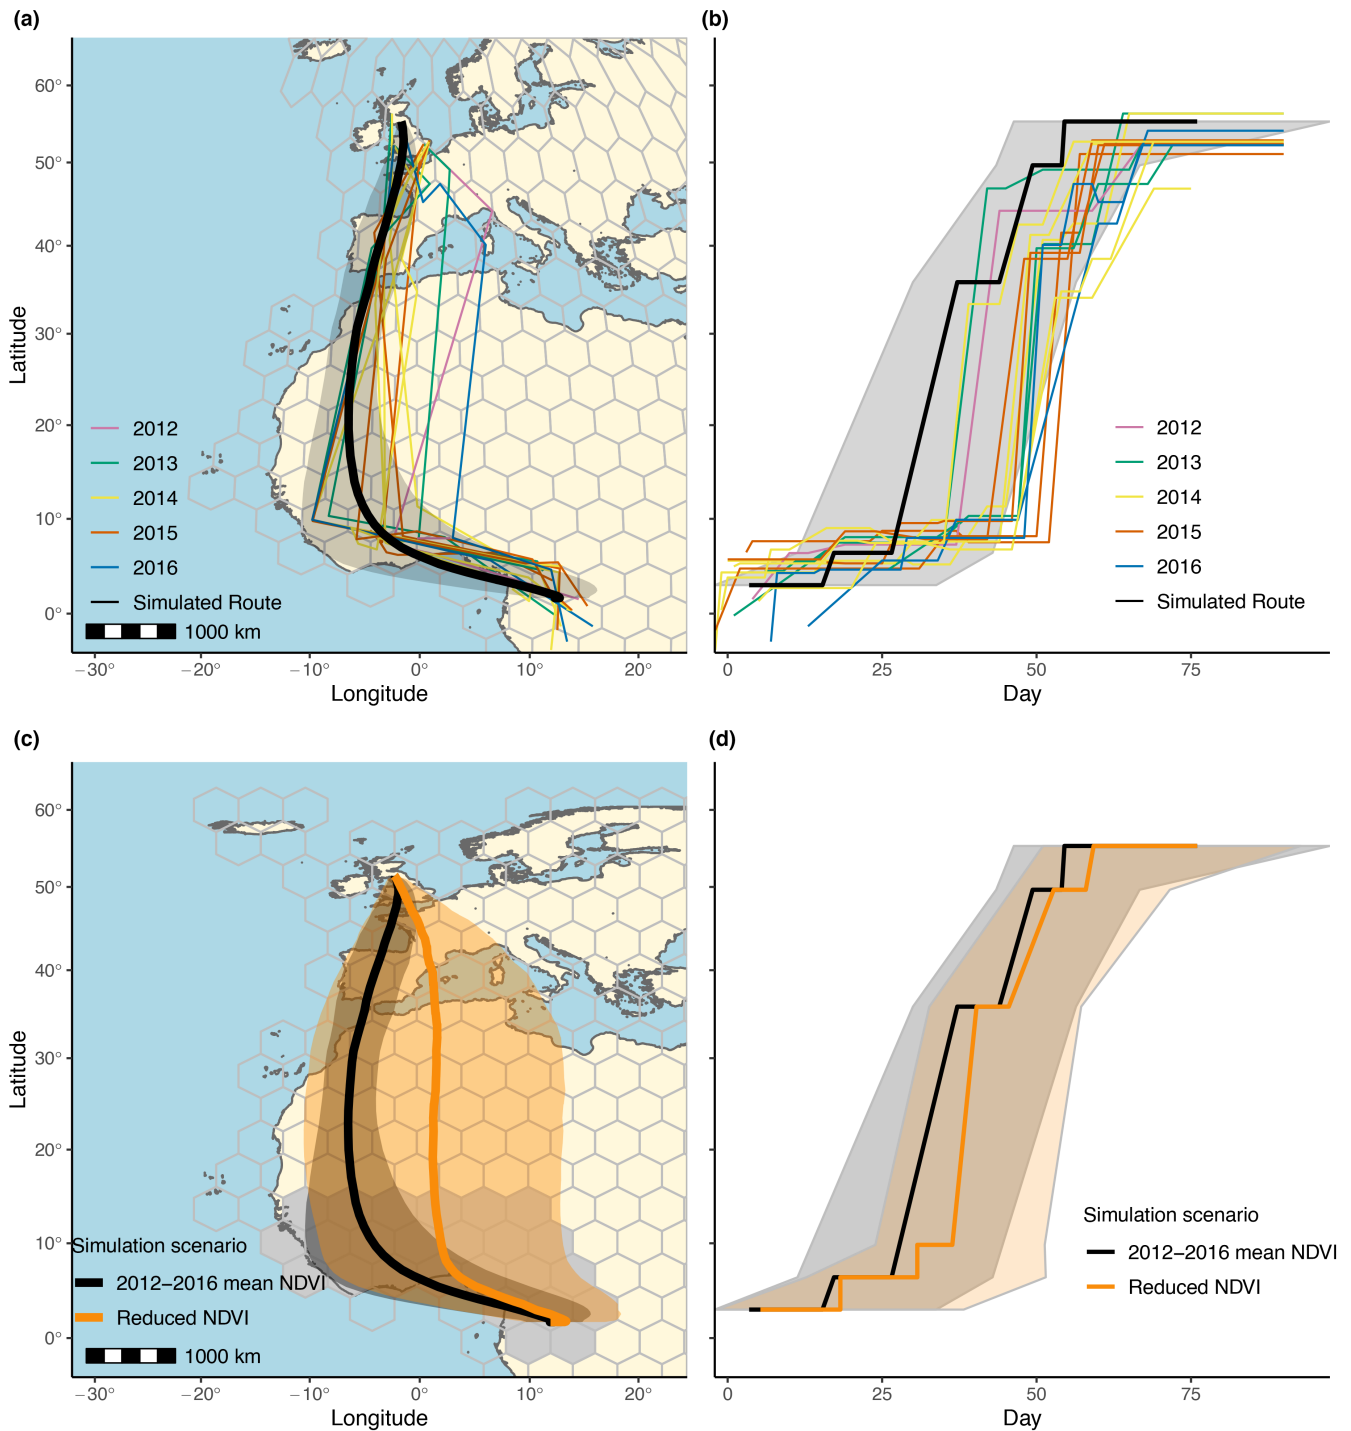 (a)
60°
50°
40°
30°
20°
10°
0°
Latitude
2012
2013
2014
2015
2016
Simulated Route
1000 km
−30°
−20°
−10°
0°
10°
20°
Longitude
(b)
2012
2013
2014
2015
2016
Simulated Route
0
25
50
75
Day
(c)
60°
50°
40°
30°
20°
10°
0°
Latitude
Simulation scenario
2012−2016 mean NDVI
Reduced NDVI
1000 km
−30°
−20°
−10°
0°
10°
20°
Longitude
(d)
Simulation scenario
2012−2016 mean NDVI
Reduced NDVI
0
25
50
75
Day